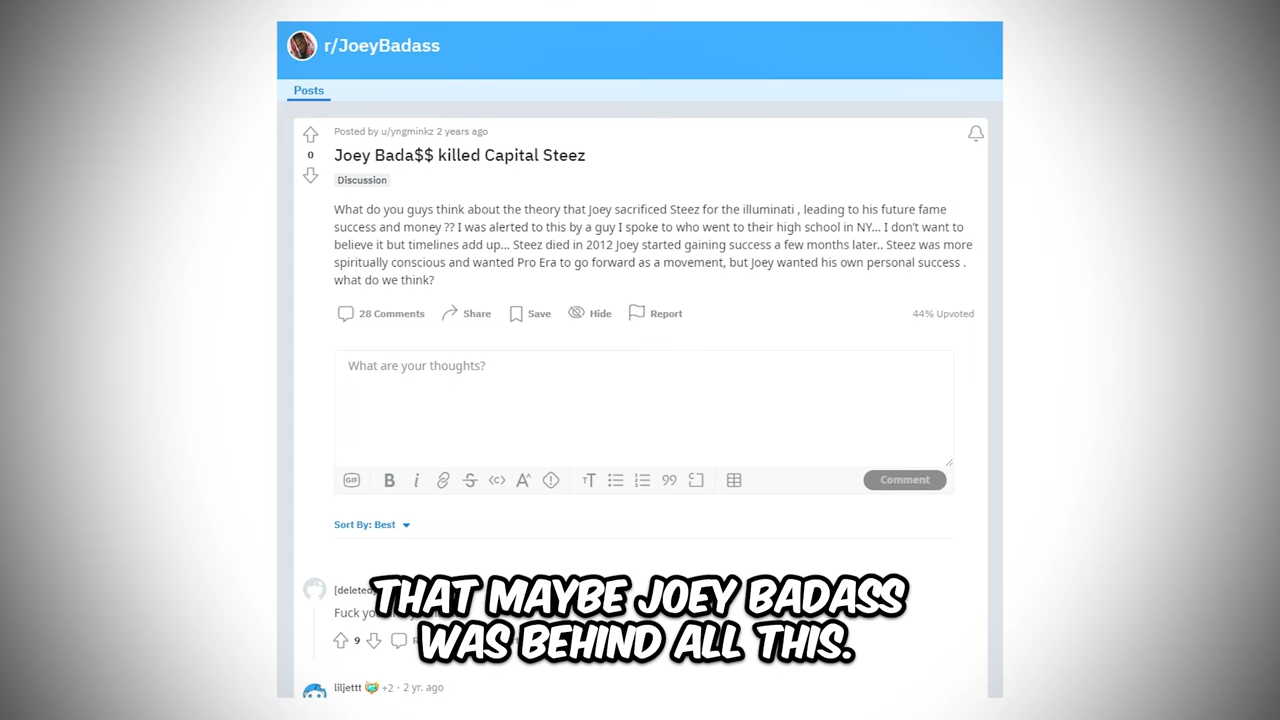 r/JoeyBadass
Posts
Posted by u/yngminkz 2 years ago
0
Joey Bada$$ killed Capital Steez
Discussion
What do you guys think about the theory that Joey sacrificed Steez for the illuminati , leading to his future fame
success and money ?? I was alerted to this by a guy I spoke to who went to their high school in NY... I don't want to
believe it but timelines add up... Steez died in 2012 Joey started gaining success a few months later.. Steez was more
spiritually conscious and wanted Pro Era to go forward as a movement, but Joey wanted his own personal success .
what do we think?
28 Comments Share Save Hide Report 44% Upvoted
What are your thoughts?
GIF B i A tT 99 Comment
Sort By: Best
[deleted
Fuck
9
THAT MAYBE JOEY BADASS
WAS BEHIND ALL THIS.
liljettt +2 · 2 yr. ago